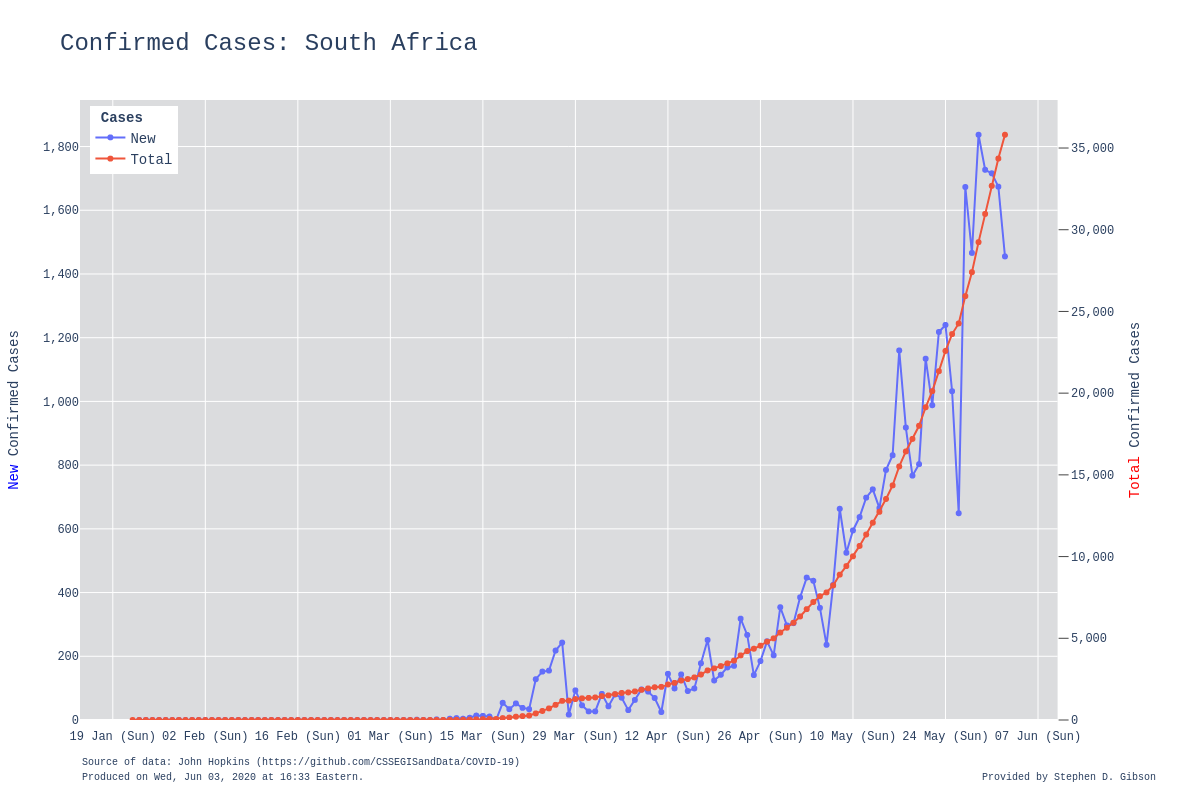 Confirmed Cases: South Africa
Cases
New
Total
1,800
1,600
1,400
1,200
1,000
800
600
400
200
0
35,000
30,000
25,000
20,000
15,000
10,000
5,000
0
New Confirmed Cases
Total Confirmed Cases
19 Jan (Sun) 02 Feb (Sun) 16 Feb (Sun) 01 Mar (Sun) 15 Mar (Sun) 29 Mar (Sun) 12 Apr (Sun) 26 Apr (Sun) 10 May (Sun) 24 May (Sun) 07 Jun (Sun)
Source of data: John Hopkins (https://github.com/CSSEGISandData/COVID-19)
Produced on Wed, Jun 03, 2020 at 16:33 Eastern.
Provided by Stephen D. Gibson